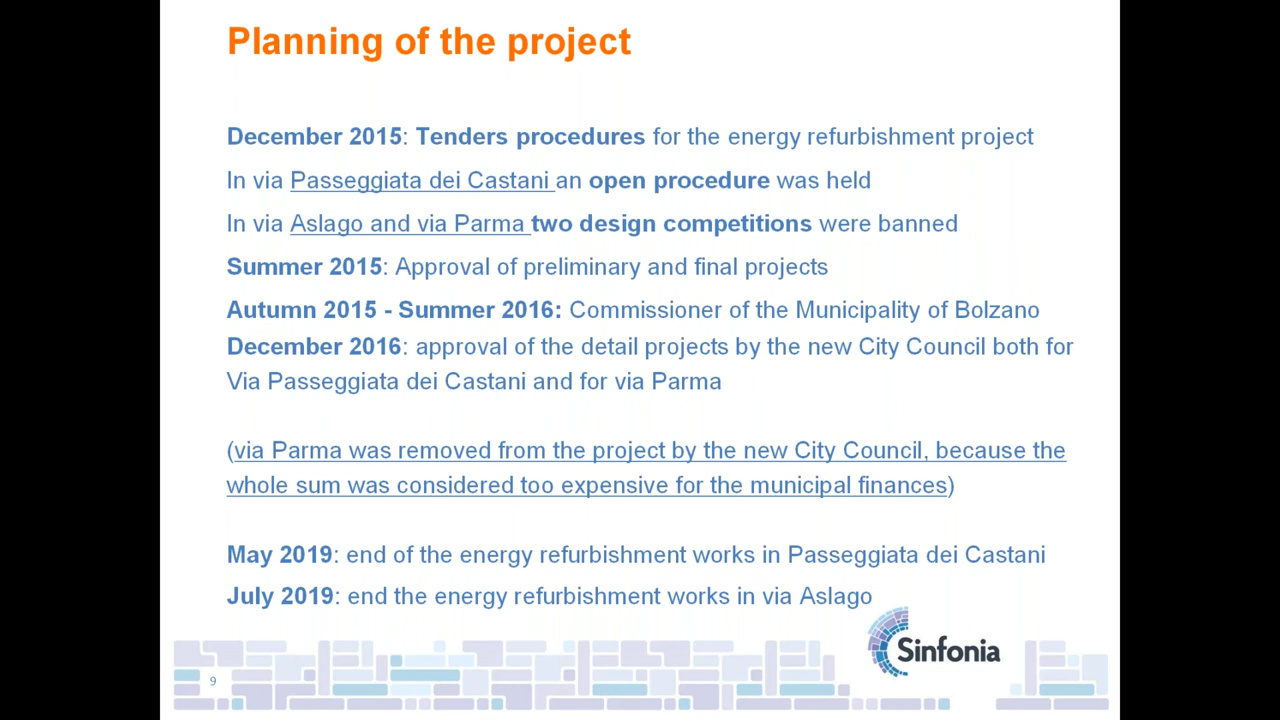 Planning of the project
December 2015: Tenders procedures for the energy refurbishment project
In via Passeggiata dei Castani an open procedure was held
In via Aslago and via Parma two design competitions were banned
Summer 2015: Approval of preliminary and final projects
Autumn 2015 - Summer 2016: Commissioner of the Municipality of Bolzano
December 2016: approval of the detail projects by the new City Council both for
Via Passeggiata dei Castani and for via Parma
(via Parma was removed from the project by the new City Council, because the
whole sum was considered too expensive for the municipal finances)
May 2019: end of the energy refurbishment works in Passeggiata dei Castani
July 2019: end the energy refurbishment works in via Aslago
Sinfonia
9